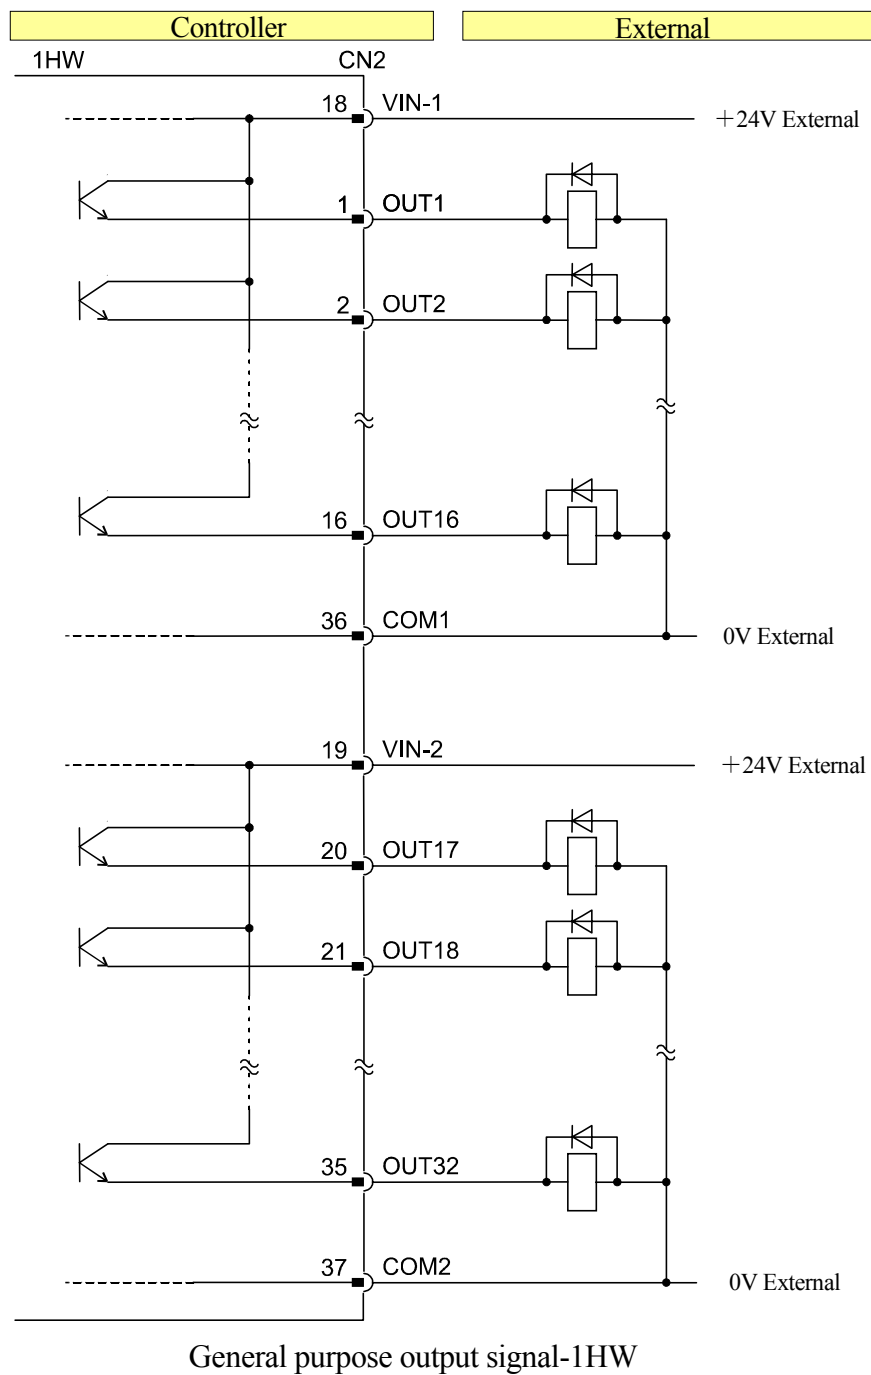 Controller External
1HW CN2
18 VIN-1 +24V External
1 OUT1
2 OUT2
16 OUT16
36 COM1 0V External
19 VIN-2 +24V External
20 OUT17
21 OUT18
35 OUT32
37 COM2 0V External
General purpose output signal-1HW